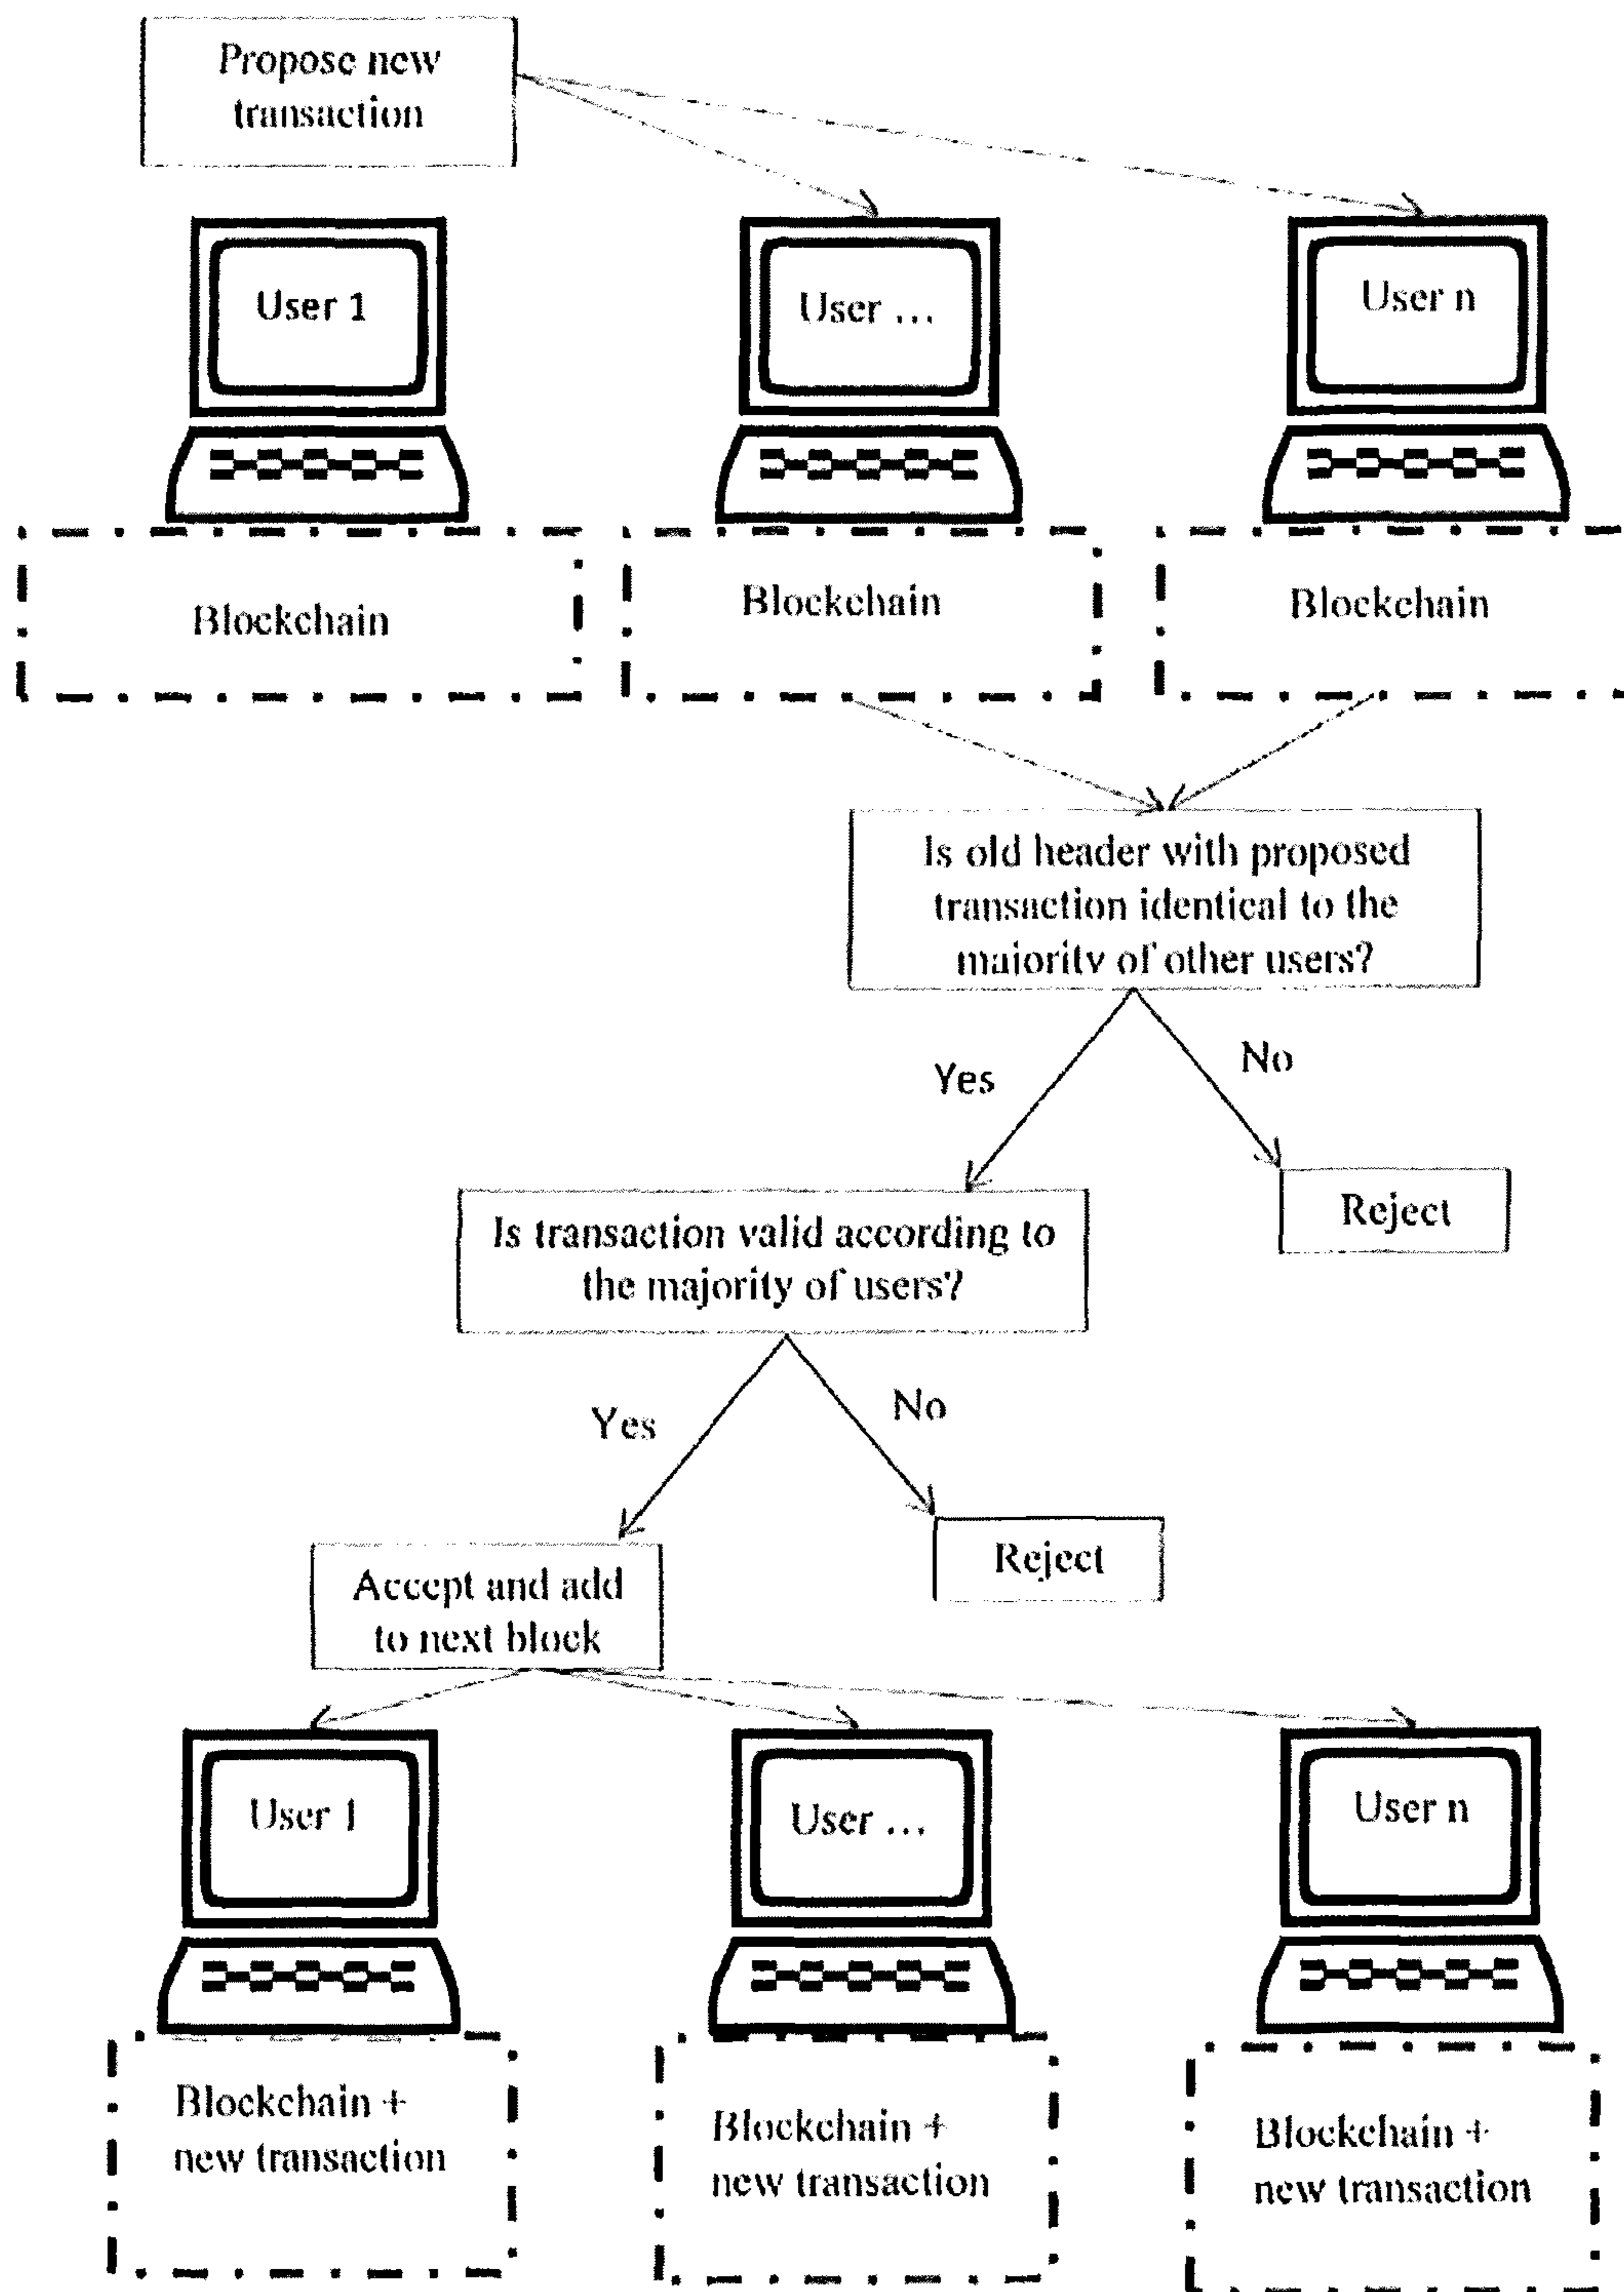 Propose new
transaction
User 1
User ...
User n
Blockchain
Blockchain
Blockchain
Is old header with proposed
transaction identical to the
majority of other users?
Yes
No
Reject
Is transaction valid according to
the majority of users?
Yes
No
Reject
Accept and add
to next block
User 1
User ...
User n
Blockchain +
new transaction
Blockchain +
new transaction
Blockchain +
new transaction